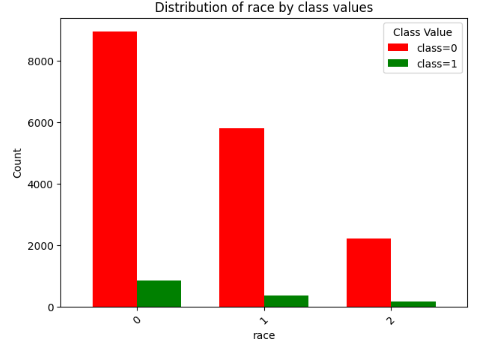 Distribution of race by class values
Class Value
class=0
class=1
Count
8000
6000
4000
2000
0
0
1
2
race